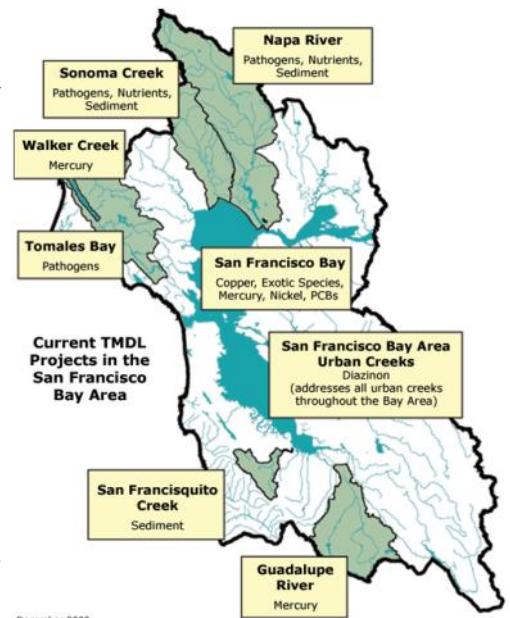 Napa River
Pathogens, Nutrients,
Sediment
Sonoma Creek
Pathogens, Nutrients,
Sediment
Walker Creek
Mercury
Tomales Bay
Pathogens
San Francisco Bay
Copper, Exotic Species,
Mercury, Nickel, PCBs
Current TMDL
Projects in the
San Francisco
Bay Area
San Francisco Bay Area
Urban Creeks
Diazinon
(addresses all urban creeks
throughout the Bay Area)
San Francisquito
Creek
Sediment
Guadalupe
River
Mercury